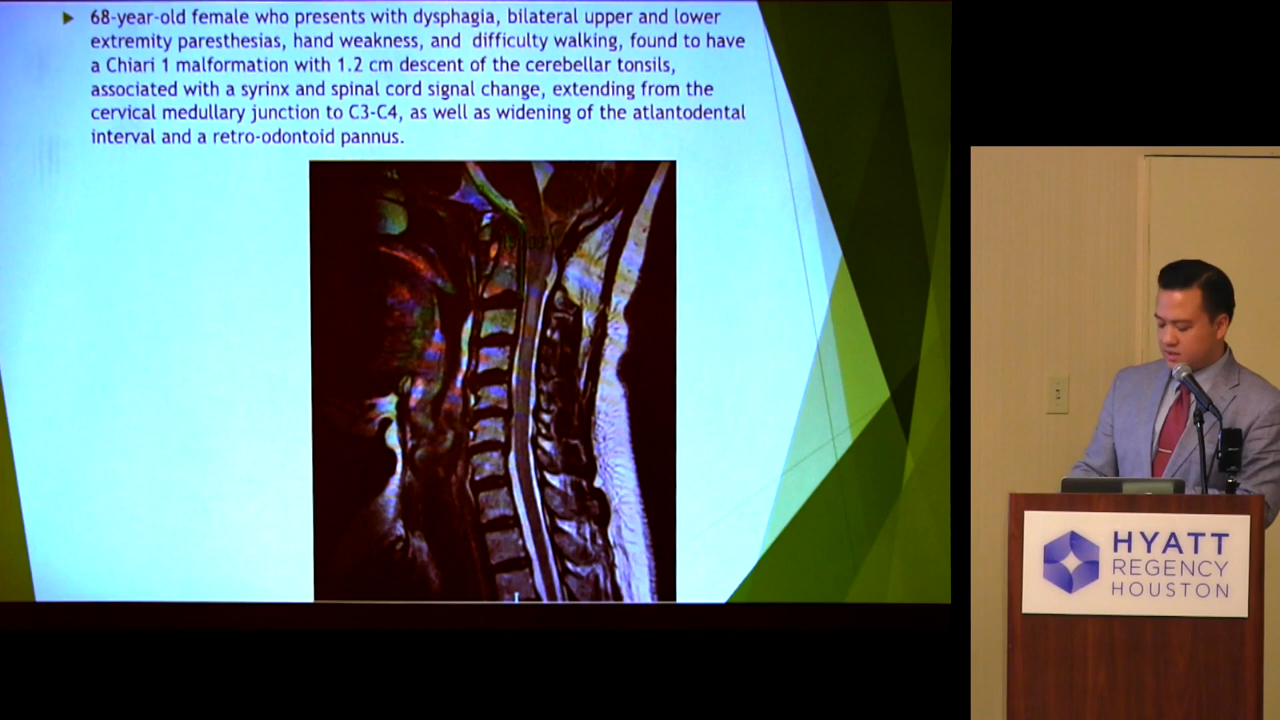 68-year-old female who presents with dysphagia, bilateral upper and lower
extremity paresthesias, hand weakness, and difficulty walking, found to have
a Chiari 1 malformation with 1.2 cm descent of the cerebellar tonsils,
associated with a syrinx and spinal cord signal change, extending from the
cervical medullary junction to C3-C4, as well as widening of the atlantodental
interval and a retro-odontoid pannus.
HYATT
REGENCY
HOUSTON